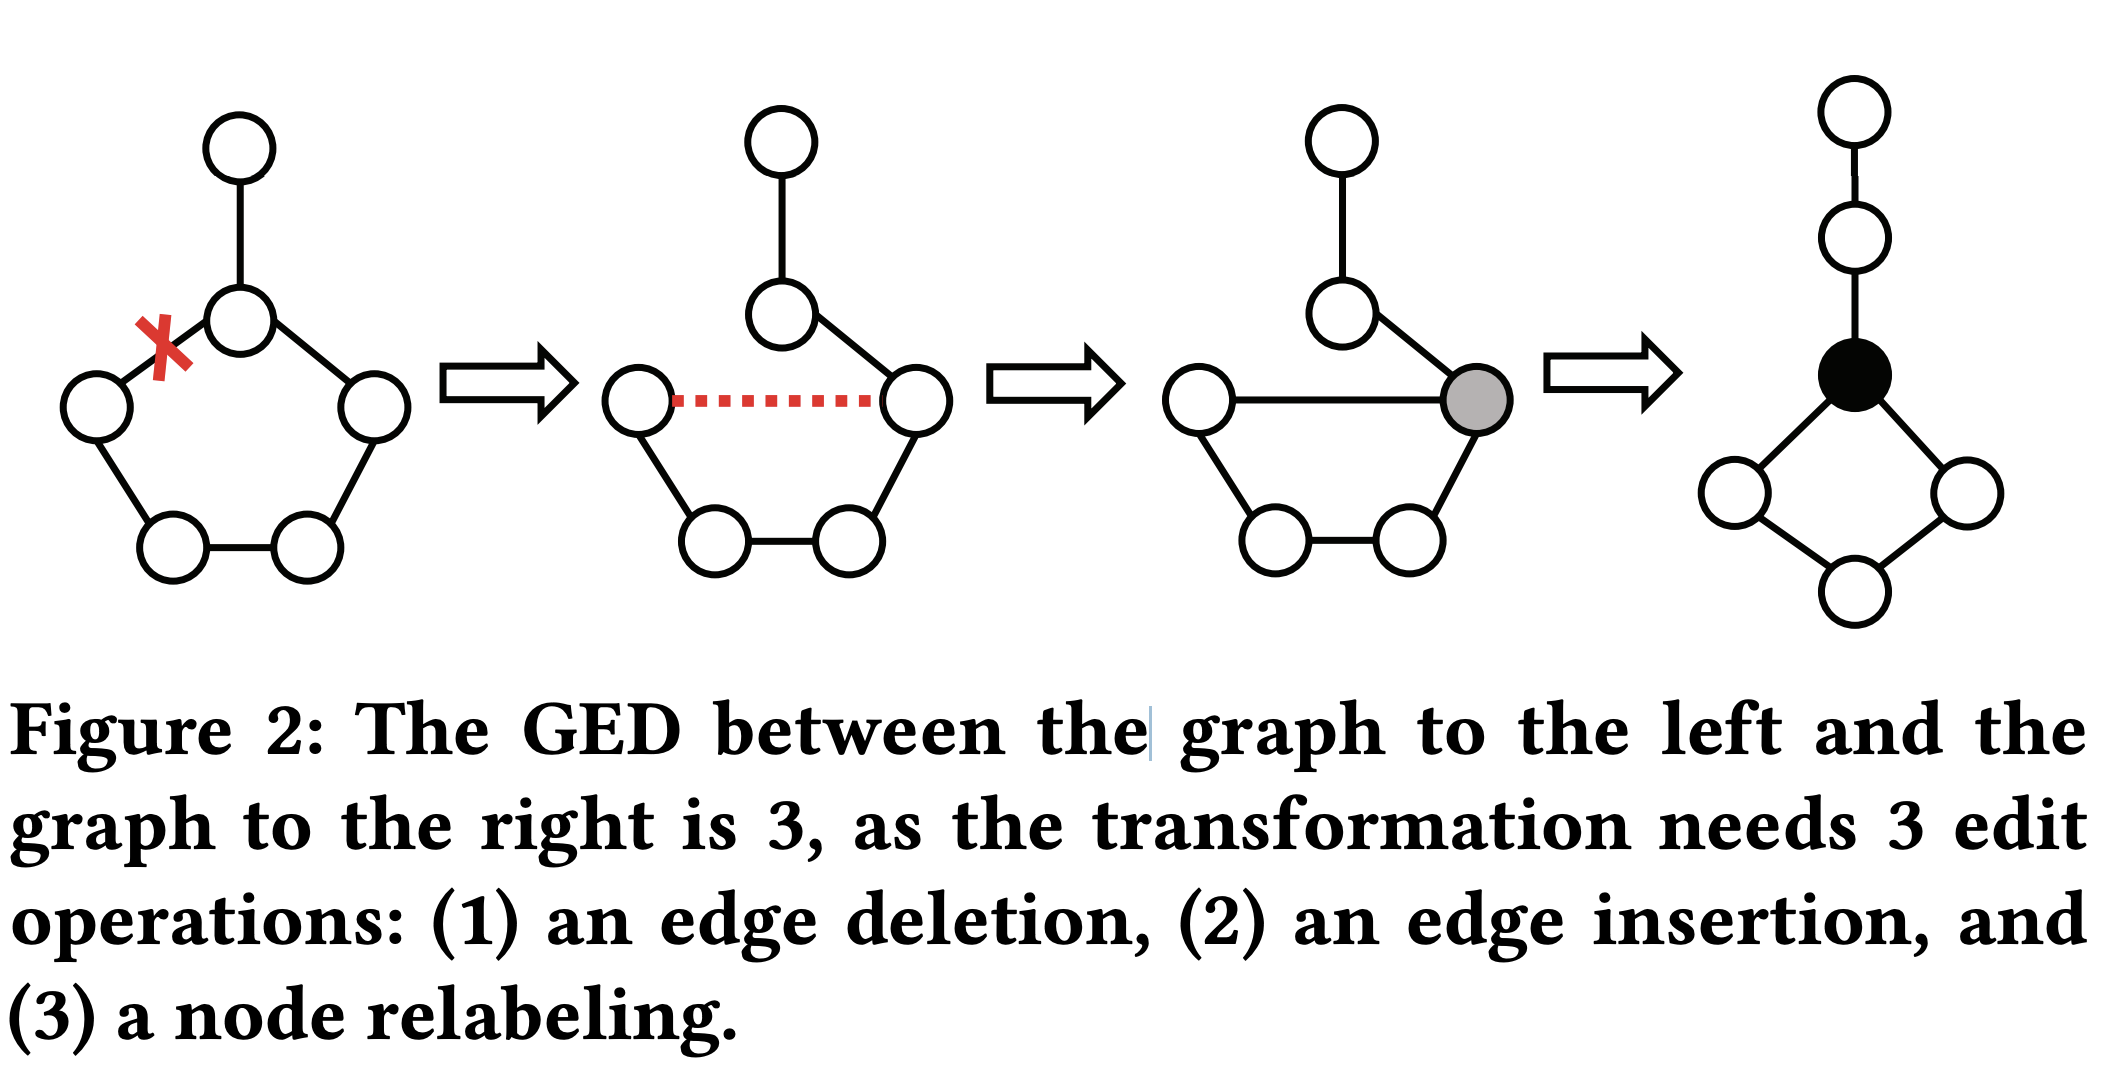 Figure 2: The GED between the graph to the left and the
graph to the right is 3, as the transformation needs 3 edit
operations: (1) an edge deletion, (2) an edge insertion, and
(3) a node relabeling.